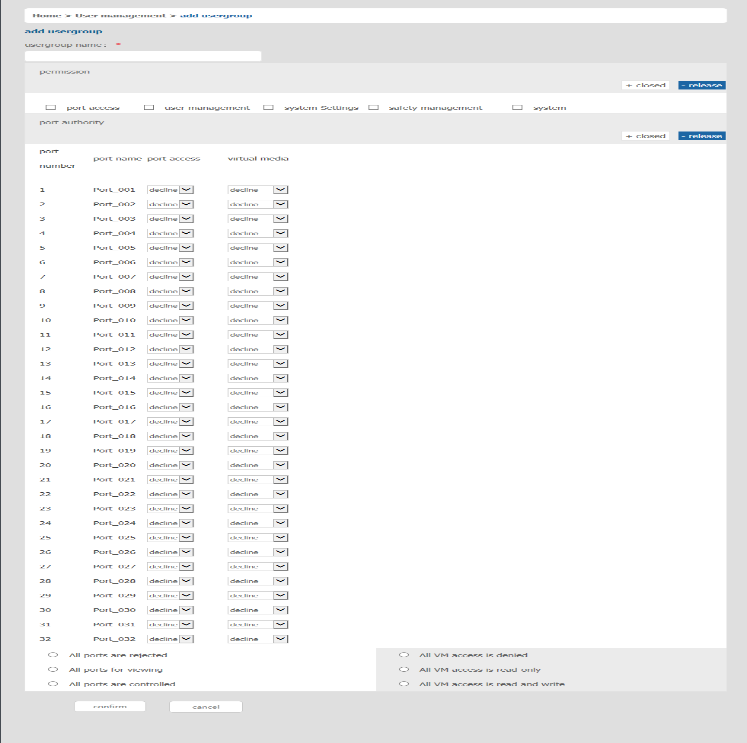 Home > User management > add usergroup
add usergroup
usergroup name: *
permission
+ closed - release
port access user management system Settings safety management system
port authority
+ closed - release
port number port name port access virtual media
1 Port_001 decline decline
2 Port_002 decline decline
3 Port_003 decline decline
4 Port_004 decline decline
5 Port_005 decline decline
6 Port_006 decline decline
7 Port_007 decline decline
8 Port_008 decline decline
9 Port_009 decline decline
10 Port_010 decline decline
11 Port_011 decline decline
12 Port_012 decline decline
13 Port_013 decline decline
14 Port_014 decline decline
15 Port_015 decline decline
16 Port_016 decline decline
17 Port_017 decline decline
18 Port_018 decline decline
19 Port_019 decline decline
20 Port_020 decline decline
21 Port_021 decline decline
22 Port_022 decline decline
23 Port_023 decline decline
24 Port_024 decline decline
25 Port_025 decline decline
26 Port_026 decline decline
27 Port_027 decline decline
28 Port_028 decline decline
29 Port_029 decline decline
30 Port_030 decline decline
31 Port_031 decline decline
32 Port_032 decline decline
All ports are rejected All VM access is denied
All ports for viewing All VM access is read only
All ports are controlled All VM access is read and write
confirm cancel